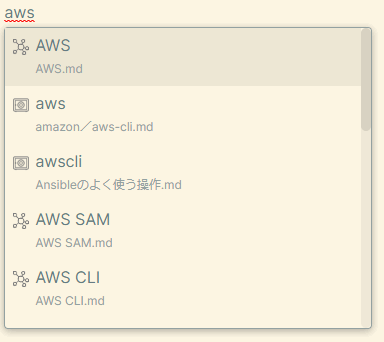 aws
AWS
AWS.md
aws
amazon／aws-cli.md
awscli
Ansibleのよく使う操作.md
AWS SAM
AWS SAM.md
AWS CLI
AWS CLI.md